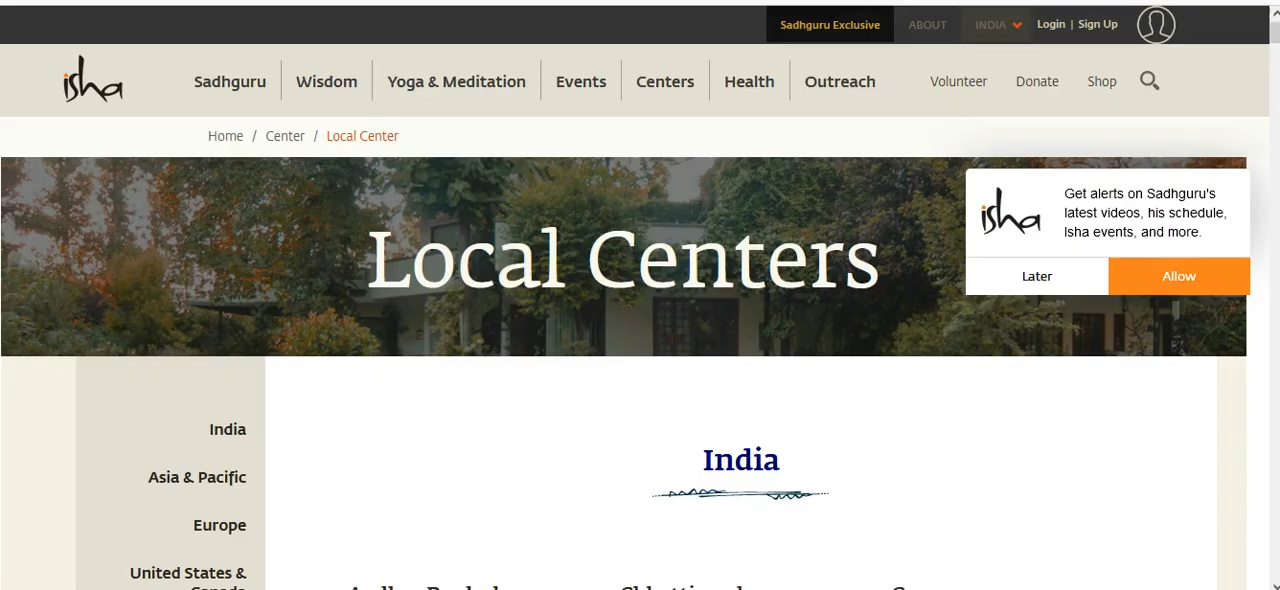 Sadhguru Exclusive ABOUT INDIA Login | Sign Up
isha Sadhguru Wisdom Yoga & Meditation Events Centers Health Outreach Volunteer Donate Shop
Home / Center / Local Center
Local Centers
isha
Get alerts on Sadhguru's
latest videos, his schedule,
Isha events, and more.
Later Allow
India
Asia & Pacific
Europe
United States &
Canada
India